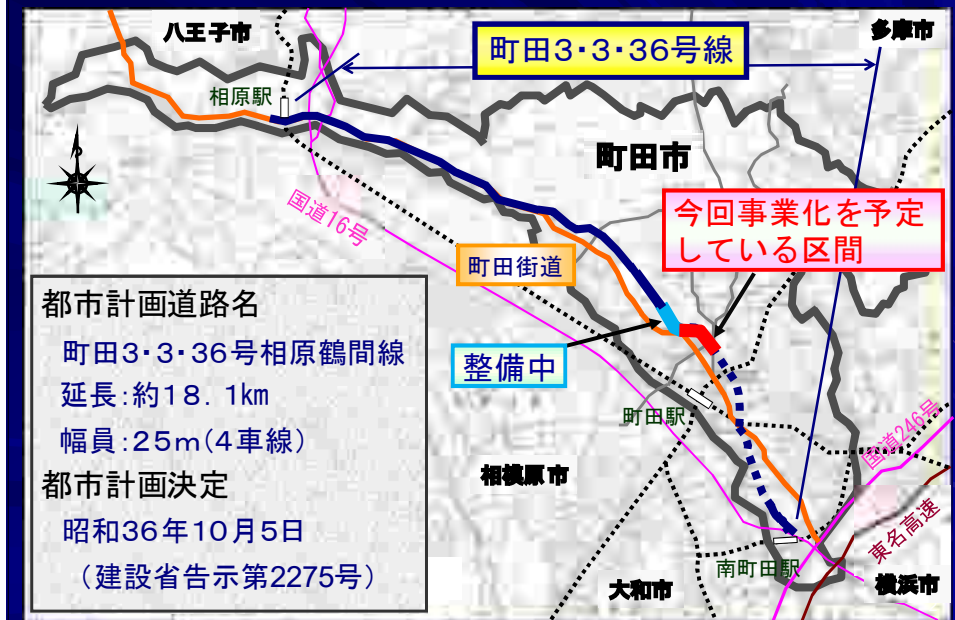 八王子市
町田3・3・36号線
多摩市
相原駅
町田市
国道16号
今回事業化を予定
している区間
町田街道
都市計画道路名
町田3・3・36号相原鶴間線
延長:約18.1km
幅員:25m(4車線)
都市計画決定
昭和36年10月5日
(建設省告示第2275号)
整備中
町田駅
国道246号
相模原市
東名高速
南町田駅
大和市
横浜市